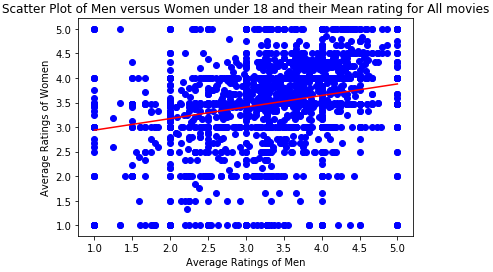 Scatter Plot of Men versus Women under 18 and their Mean rating for All movies
5.0
4.5
4.0
3.5
3.0
2.5
2.0
1.5
1.0
Average Ratings of Women
1.0 1.5 2.0 2.5 3.0 3.5 4.0 4.5 5.0
Average Ratings of Men